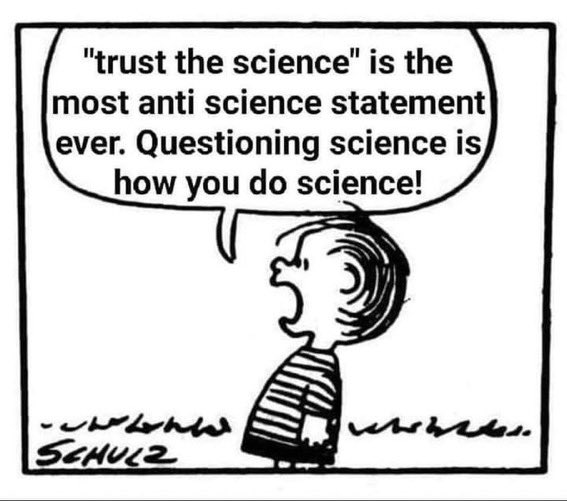 "trust the science" is the
most anti science statement
ever. Questioning science is
how you do science!
SCHULZ